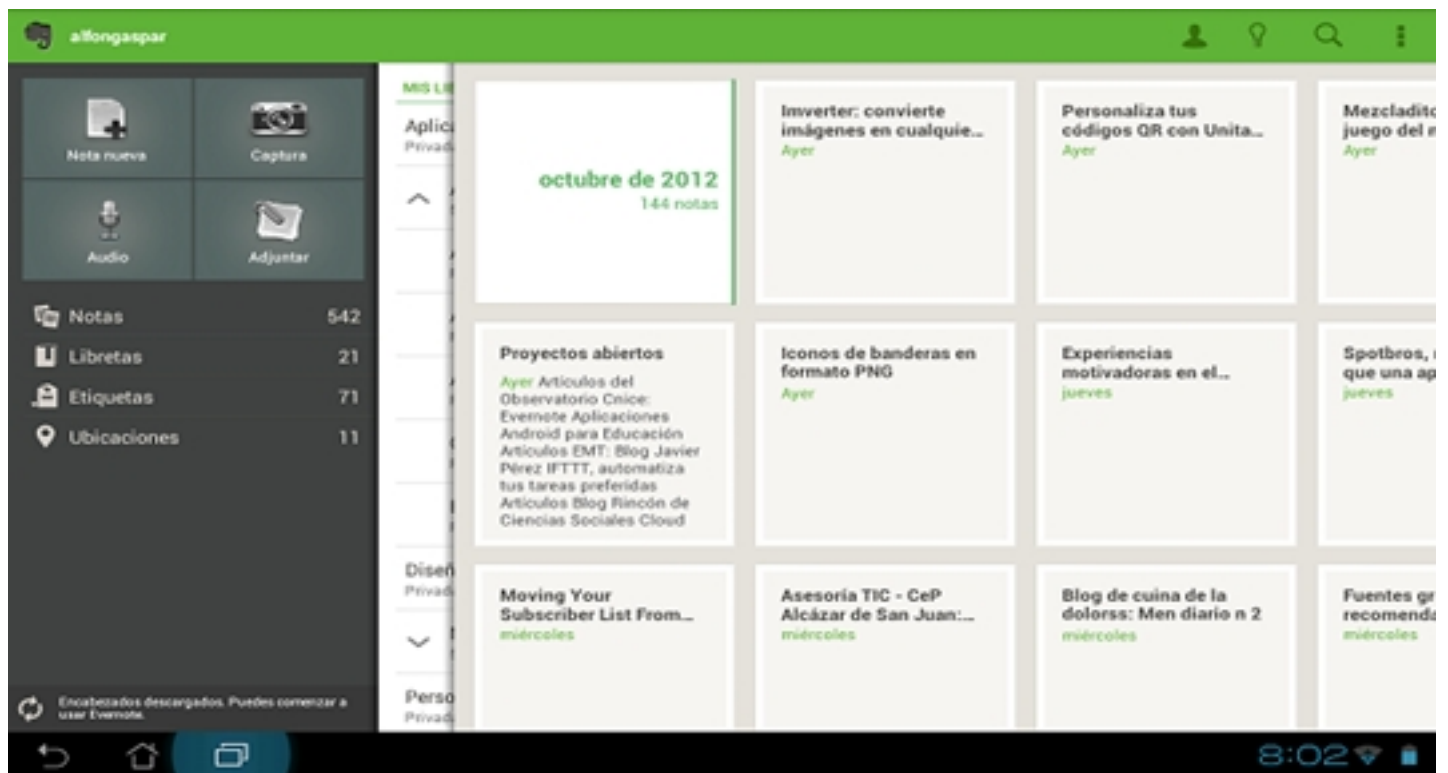 alfongaspar
Nota nueva
Captura
Audio
Adjuntar
Notas 542
Libretas 21
Etiquetas 71
Ubicaciones 11
Encabezados descargados. Puedes comenzar a
usar Evernote.
MIS LI
Aplic
Privad
Diseñ
Privad
Perso
Privad
octubre de 2012
144 notas
Imverter: convierte
imágenes en cualquie...
Ayer
Personaliza tus
códigos QR con Unita...
Ayer
Mezcladito
juego del
Ayer
Proyectos abiertos
Ayer Artículos del
Observatorio Cnice:
Evernote Aplicaciones
Android para Educación
Artículos EMT: Blog Javier
Pérez IFTTT, automatiza
tus tareas preferidas
Artículos Blog Rincón de
Ciencias Sociales Cloud
Iconos de banderas en
formato PNG
Ayer
Experiencias
motivadoras en el...
jueves
Spotbros,
que una ap
jueves
Moving Your
Subscriber List From...
miércoles
Asesoría TIC - CeP
Alcázar de San Juan:...
miércoles
Blog de cuina de la
dolorss: Men diario n 2
miércoles
Fuentes gr
recomenda
miércoles
8:02